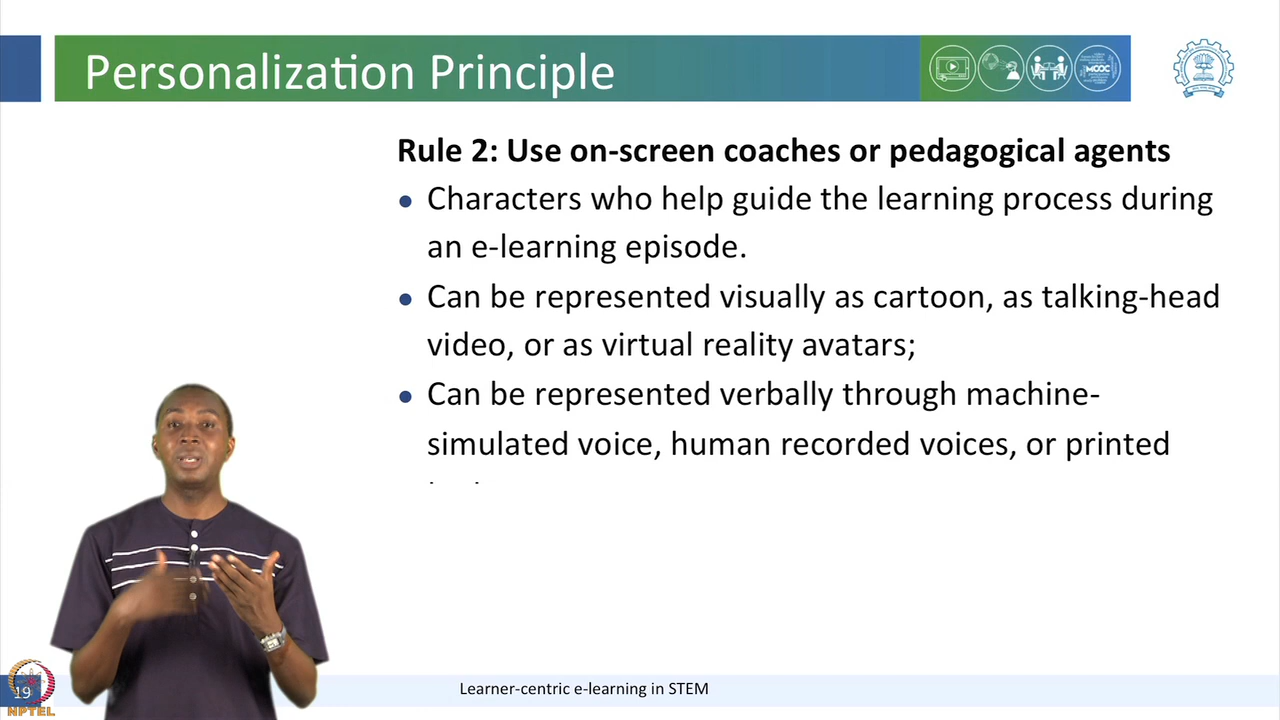 Personalization Principle
MOOC
Rule 2: Use on-screen coaches or pedagogical agents
• Characters who help guide the learning process during
an e-learning episode.
• Can be represented visually as cartoon, as talking-head
video, or as virtual reality avatars;
• Can be represented verbally through machine-
simulated voice, human recorded voices, or printed
19
NPTEL
Learner-centric e-learning in STEM